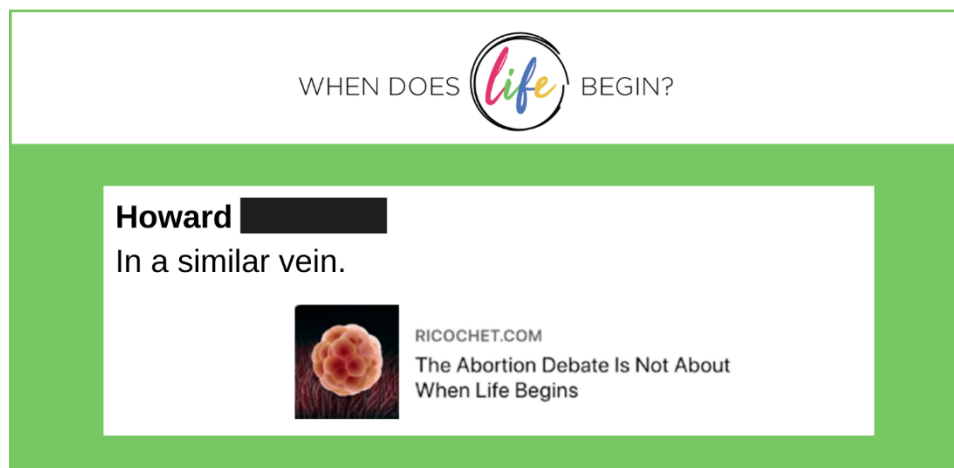 WHEN DOES life BEGIN?
Howard
In a similar vein.
RICOCHET.COM
The Abortion Debate Is Not About
When Life Begins